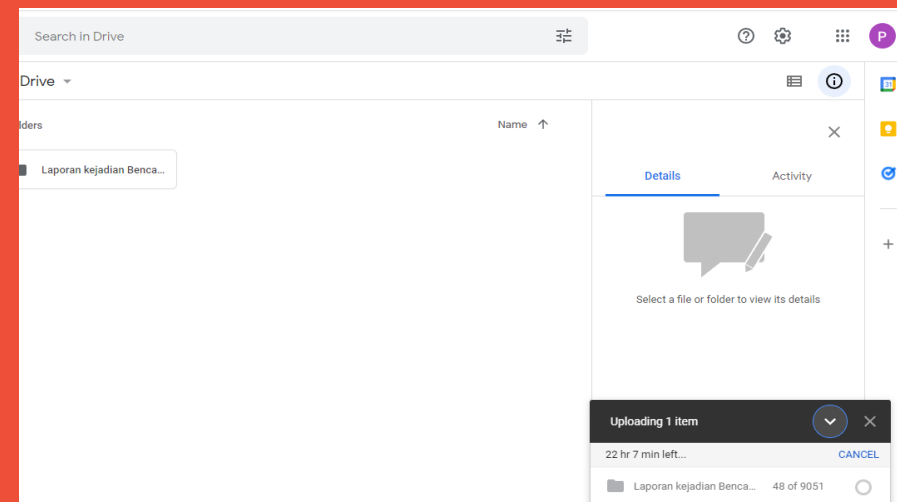 Search in Drive
P
Drive
31
lders
Name
Laporan kejadian Benca...
Details
Activity
Select a file or folder to view its details
Uploading 1 item
22 hr 7 min left...
CANCEL
Laporan kejadian Benca...
48 of 9051